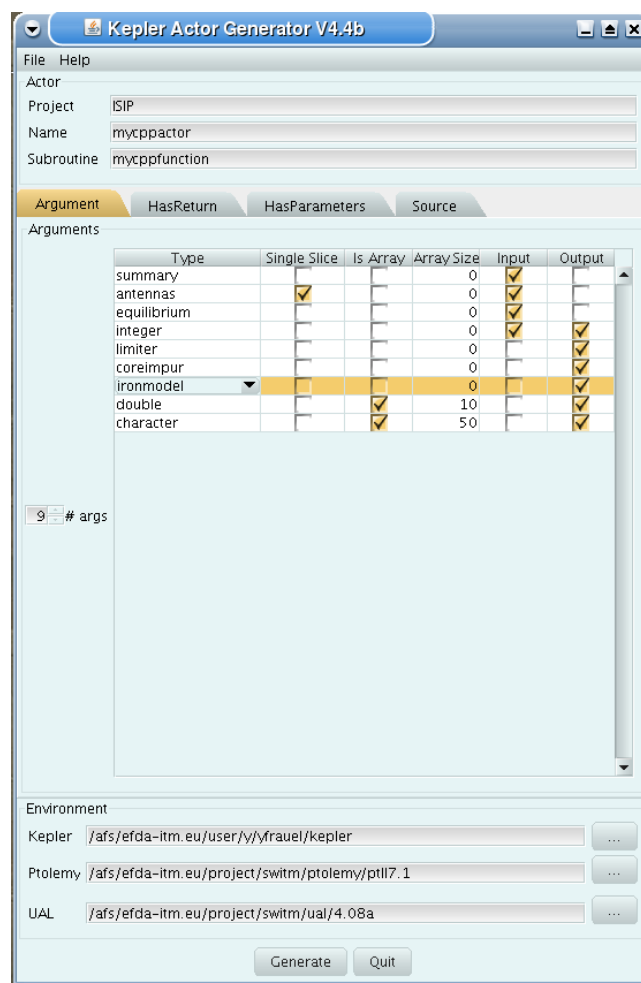 Kepler Actor Generator V4.4b
File Help
Actor
Project ISIP
Name mycppactor
Subroutine mycppfunction
Argument HasReturn HasParameters Source
Arguments
Type Single Slice Is Array Array Size Input Output
summary 0
antennas 0
equilibrium 0
integer 0
limiter 0
coreimpur 0
ironmodel 0
double 10
character 50
9 # args
Environment
Kepler /afs/efda-itm.eu/user/y/yfrauel/kepler ...
Ptolemy /afs/efda-itm.eu/project/switm/ptolemy/ptII7.1 ...
UAL /afs/efda-itm.eu/project/switm/ual/4.08a ...
Generate Quit